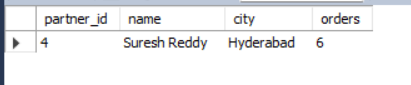 partner_id name city orders
4 Suresh Reddy Hyderabad 6